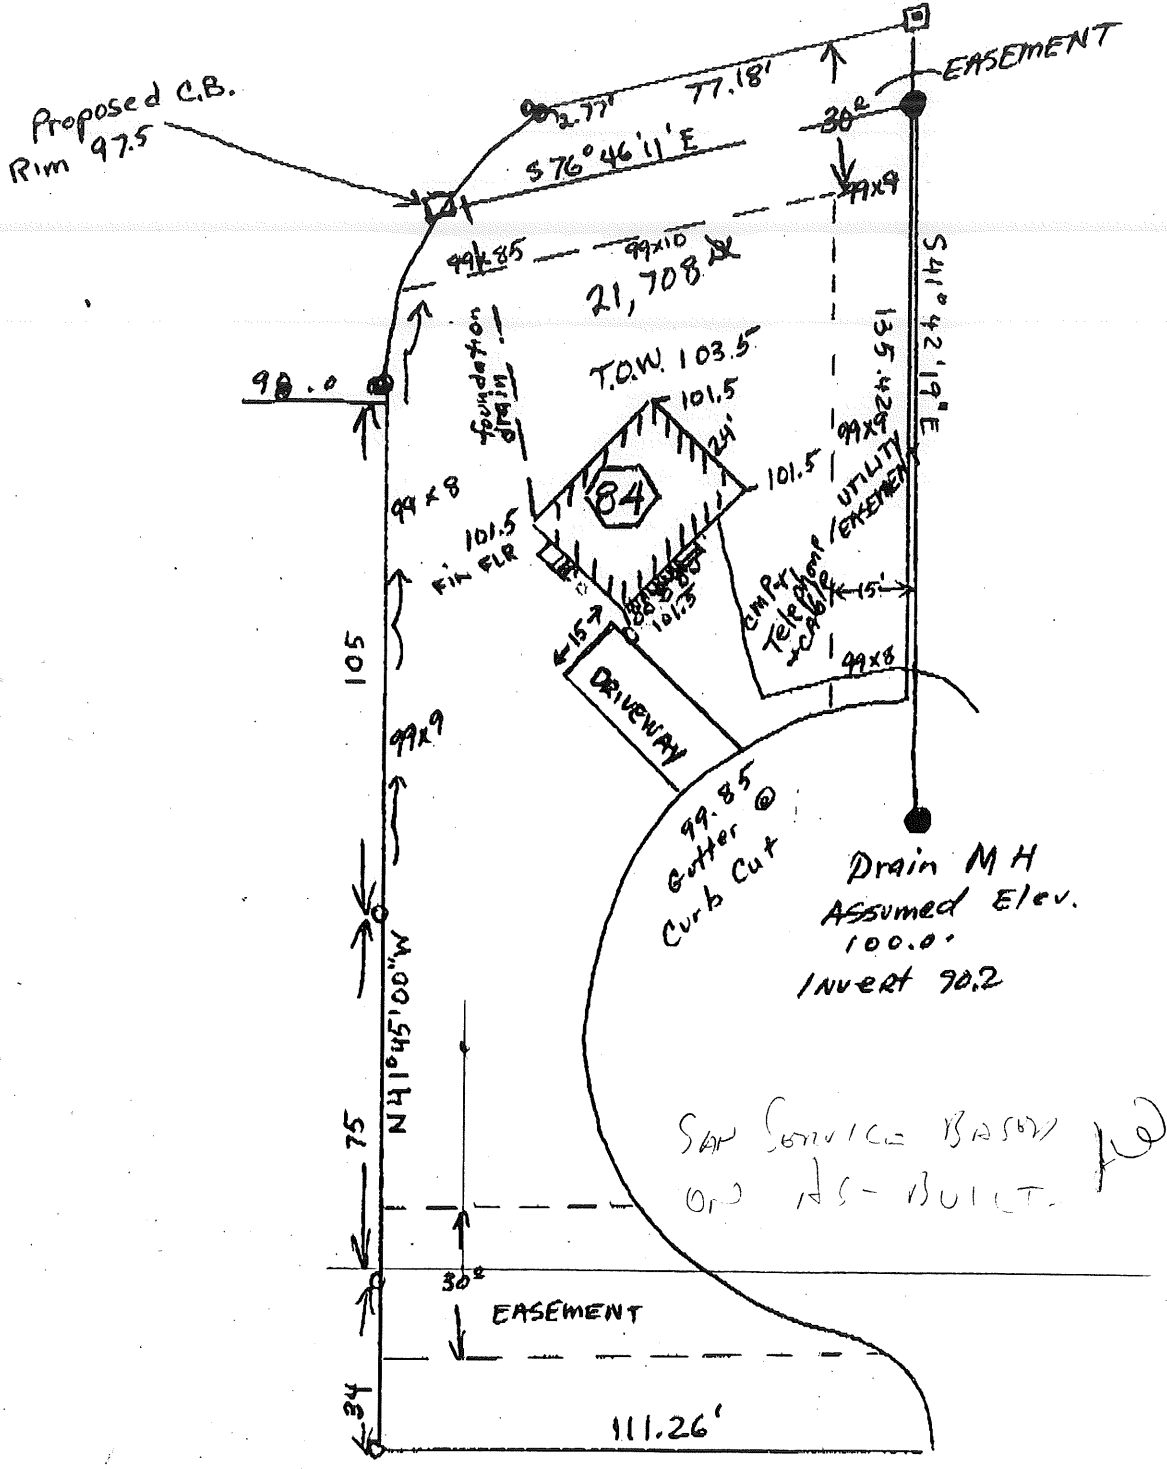 EASEMENT
77.18'
2.77'
Proposed C.B.
Rim 97.5
30'
S76°46'11"E
99x8
99x85
99x10
21,708
S41°42'19"E
135.42
foundation
drain
T.O.W. 103.5
98.0
101.5
24'
99x9
84
101.5
UTILITY
EASEMENT
99x8
101.5
FIN FLR
101.5
CMP+
Telephone
+CABLE
15'
15
99x8
105
DRIVEWAY
99x9
99.85
Gutter @
Curb Cut
Drain MH
Assumed Elev.
100.0
INVERT 90.2
N41°45'00"W
75
SAN SERVICE BASED
ON AS-BUILT.
30'
EASEMENT
34
111.26'